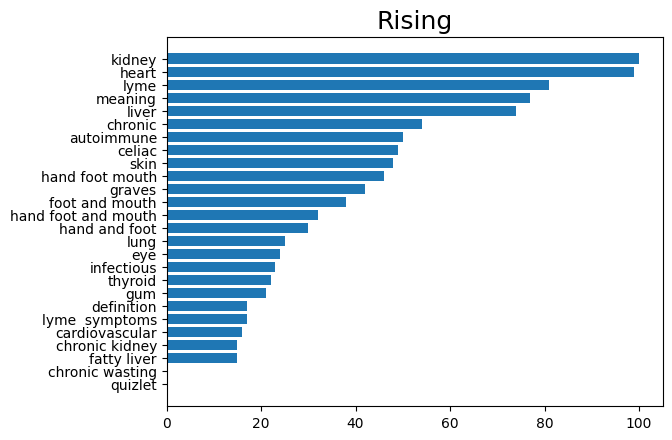 Rising
kidney
heart
lyme
meaning
liver
chronic
autoimmune
celiac
skin
hand foot mouth
graves
foot and mouth
hand foot and mouth
hand and foot
lung
eye
infectious
thyroid
gum
definition
lyme  symptoms
cardiovascular
chronic kidney
fatty liver
chronic wasting
quizlet
0 20 40 60 80 100